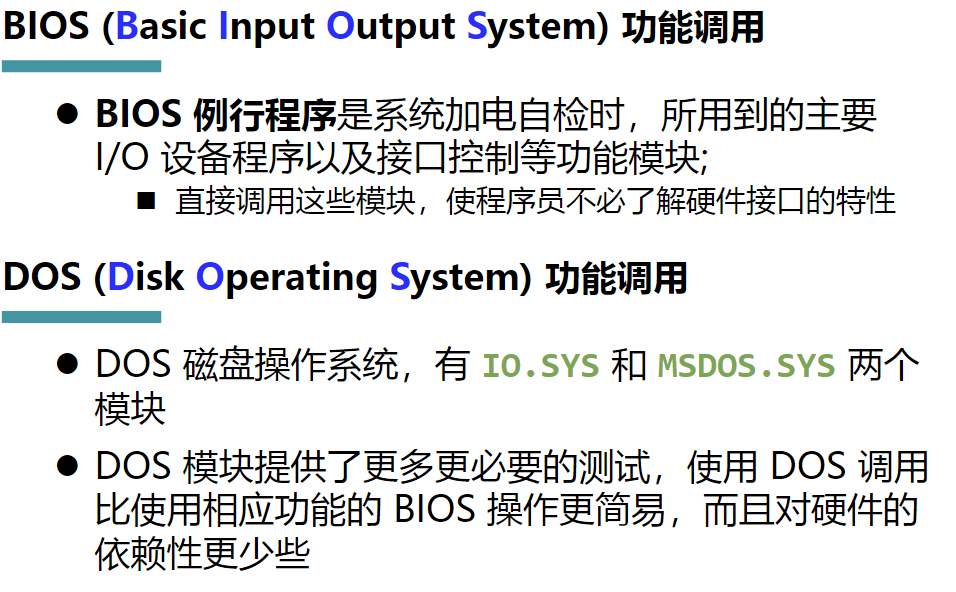 BIOS (Basic Input Output System) 功能调用
BIOS 例行程序是系统加电自检时，所用到的主要
I/O 设备程序以及接口控制等功能模块;
直接调用这些模块，使程序员不必了解硬件接口的特性
DOS (Disk Operating System) 功能调用
DOS 磁盘操作系统，有 IO.SYS 和 MSDOS.SYS 两个
模块
DOS 模块提供了更多更必要的测试，使用 DOS 调用
比使用相应功能的 BIOS 操作更简易，而且对硬件的
依赖性更少些